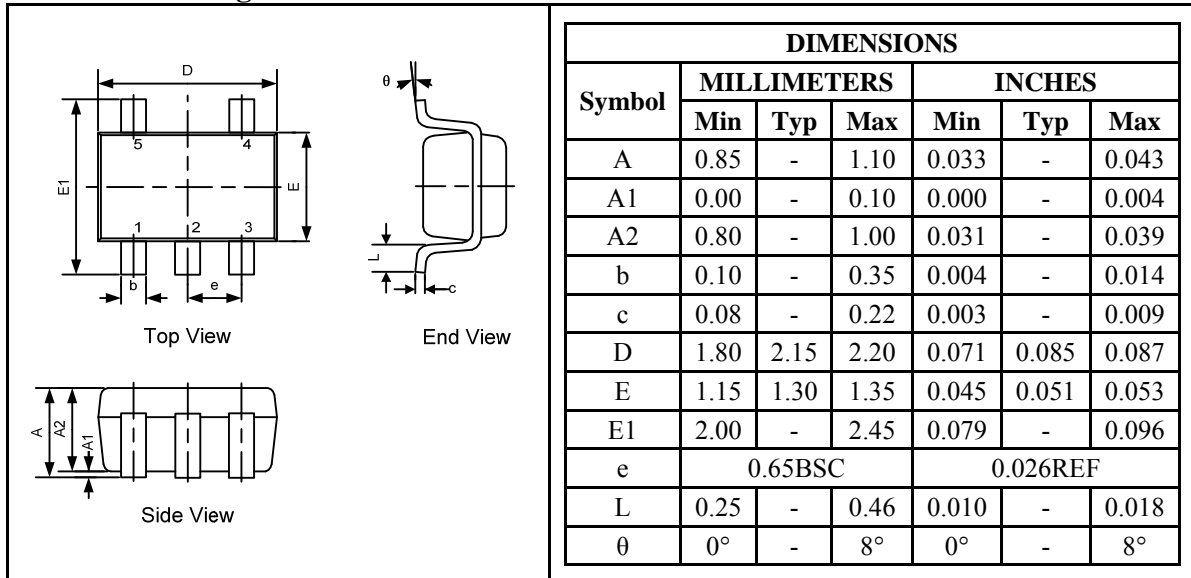 D
θ
5 4
E1
E
1 2 3
L
b
e
c
Top View
End View
A
A2
A1
Side View
DIMENSIONS
Symbol MILLIMETERS INCHES
Min Typ Max Min Typ Max
A 0.85 - 1.10 0.033 - 0.043
A1 0.00 - 0.10 0.000 - 0.004
A2 0.80 - 1.00 0.031 - 0.039
b 0.10 - 0.35 0.004 - 0.014
c 0.08 - 0.22 0.003 - 0.009
D 1.80 2.15 2.20 0.071 0.085 0.087
E 1.15 1.30 1.35 0.045 0.051 0.053
E1 2.00 - 2.45 0.079 - 0.096
e 0.65BSC 0.026REF
L 0.25 - 0.46 0.010 - 0.018
θ 0° - 8° 0° - 8°